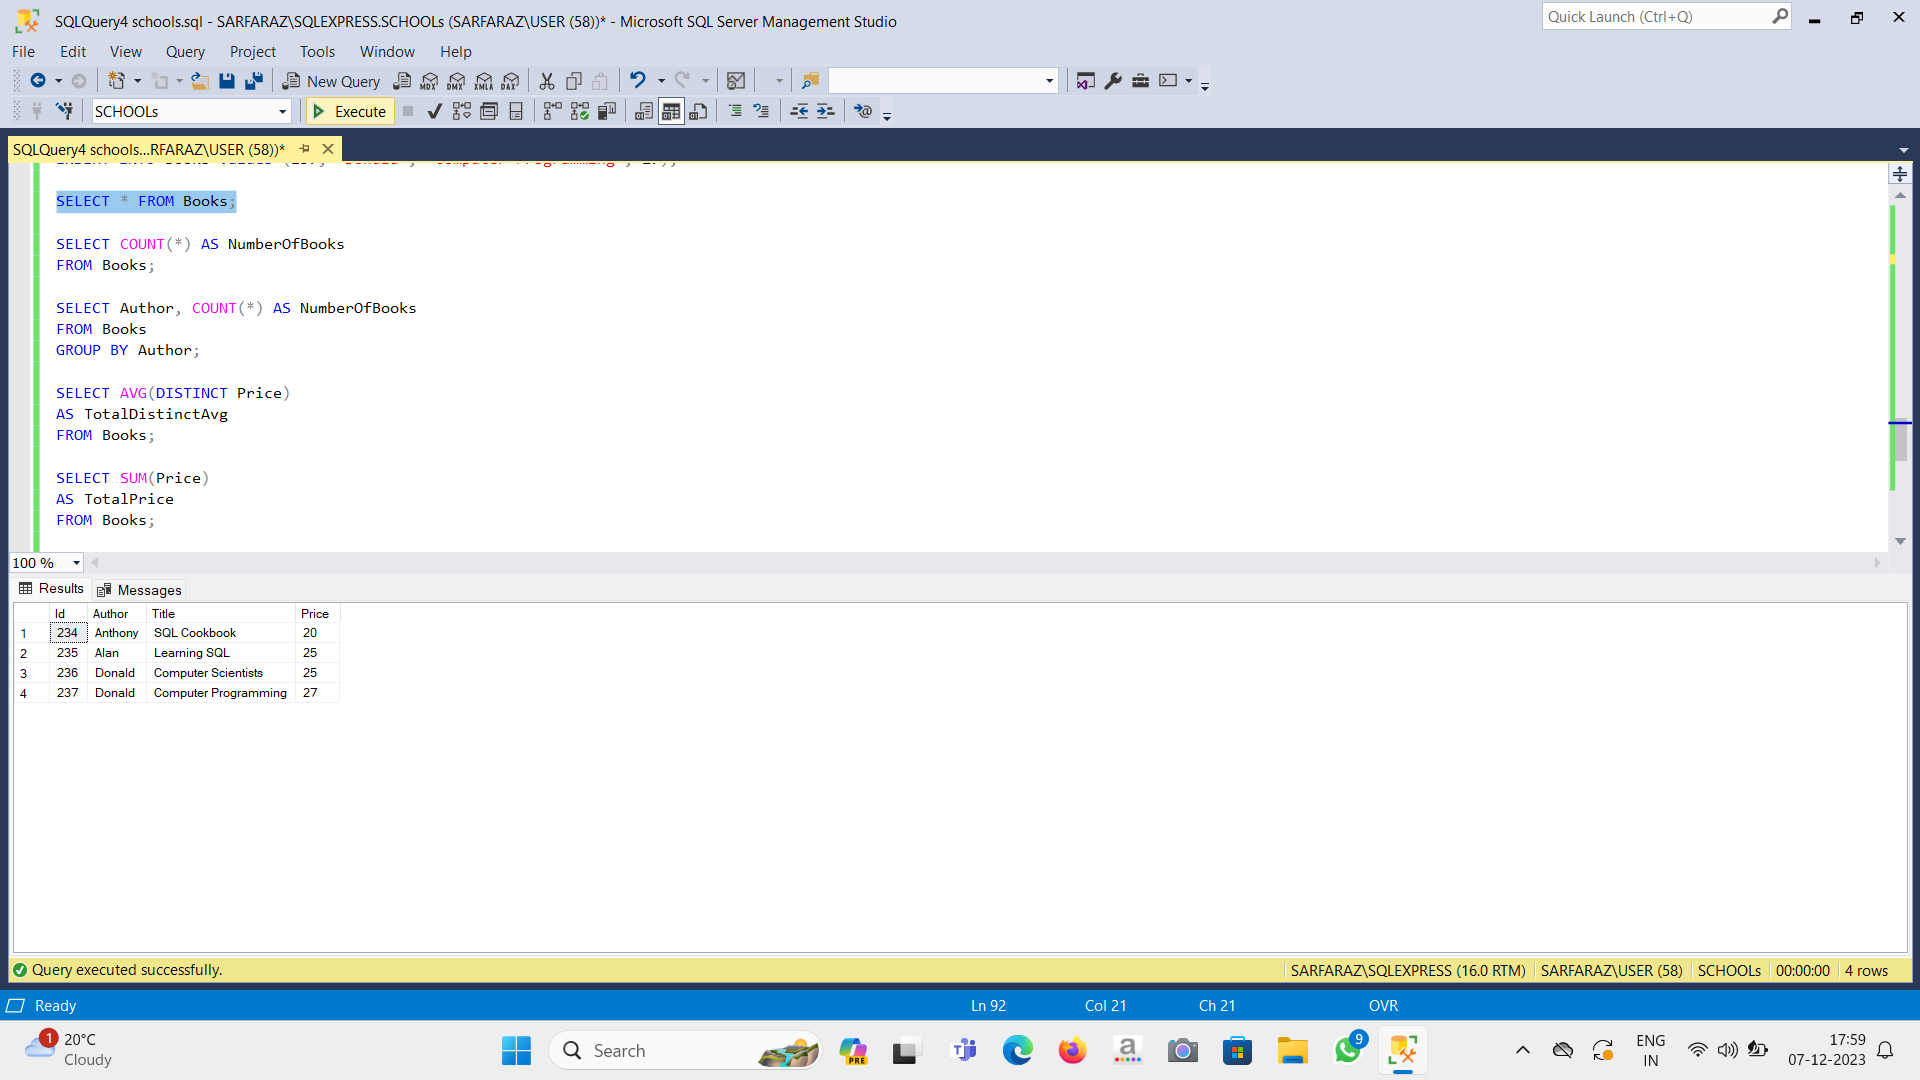 SQLQuery4 schools.sql - SARFARAZ\SQLEXPRESS.SCHOOLs (SARFARAZ\USER (58))* - Microsoft SQL Server Management Studio
Quick Launch (Ctrl+Q)
File Edit View Query Project Tools Window Help
New Query MDX DMX XMLA DAX
SCHOOLs Execute
SQLQuery4 schools...RFARAZ\USER (58))*
SELECT * FROM Books;
SELECT COUNT(*) AS NumberOfBooks
FROM Books;
SELECT Author, COUNT(*) AS NumberOfBooks
FROM Books
GROUP BY Author;
SELECT AVG(DISTINCT Price)
AS TotalDistinctAvg
FROM Books;
SELECT SUM(Price)
AS TotalPrice
FROM Books;
100 %
Results Messages
Id Author Title Price
1 234 Anthony SQL Cookbook 20
2 235 Alan Learning SQL 25
3 236 Donald Computer Scientists 25
4 237 Donald Computer Programming 27
Query executed successfully.
SARFARAZ\SQLEXPRESS (16.0 RTM) SARFARAZ\USER (58) SCHOOLs 00:00:00 4 rows
Ready Ln 92 Col 21 Ch 21 OVR
1 20°C
Cloudy
Search
PRE
9
ENG
IN
17:59
07-12-2023